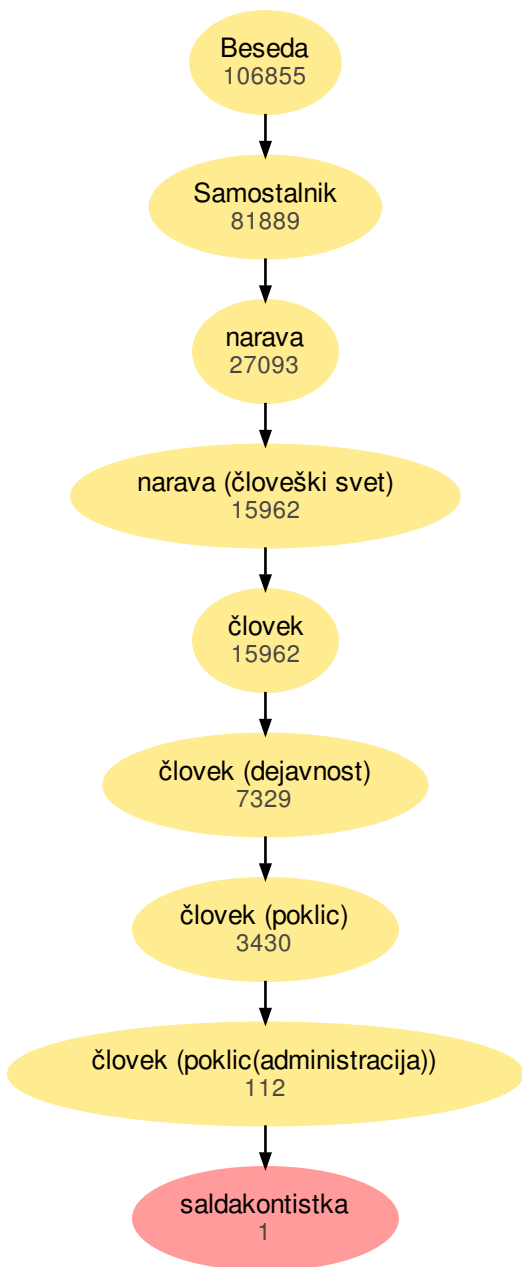 Beseda
106855
Samostalnik
81889
narava
27093
narava (človeški svet)
15962
človek
15962
človek (dejavnost)
7329
človek (poklic)
3430
človek (poklic(administracija))
112
saldakontistka
1